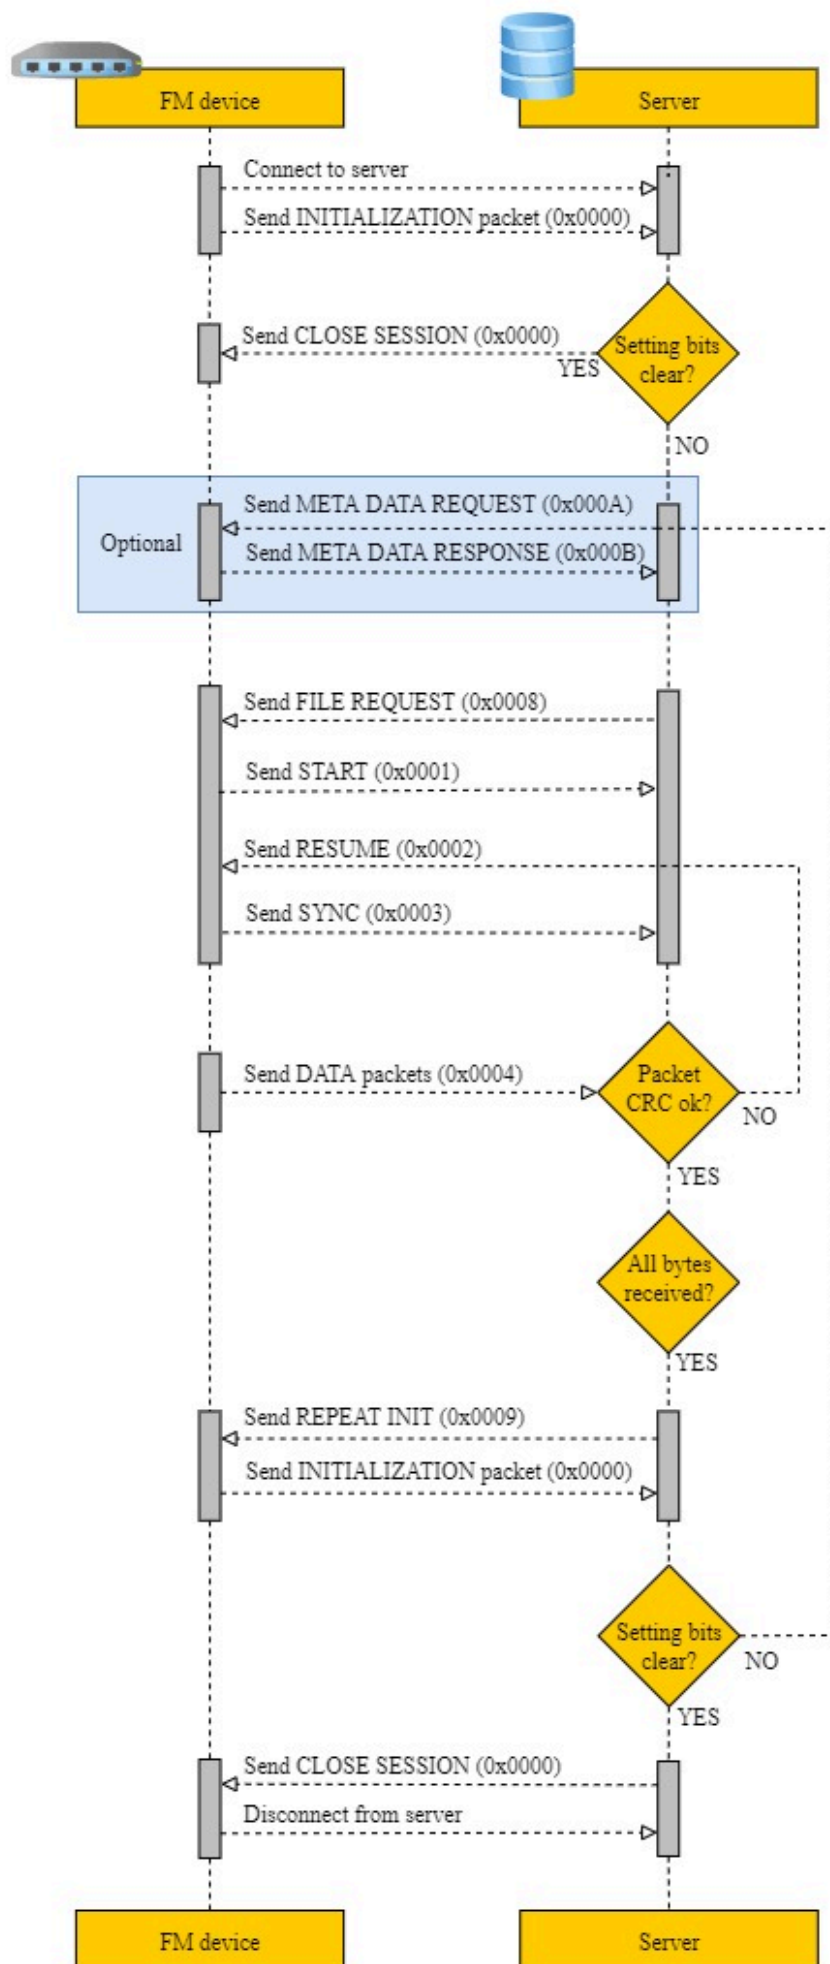 FM device
Server
Connect to server
Send INITIALIZATION packet (0x0000)
Send CLOSE SESSION (0x0000)
YES
Setting bits
clear?
NO
Send META DATA REQUEST (0x000A)
Optional
Send META DATA RESPONSE (0x000B)
Send FILE REQUEST (0x0008)
Send START (0x0001)
Send RESUME (0x0002)
Send SYNC (0x0003)
Send DATA packets (0x0004)
Packet
CRC ok?
NO
YES
All bytes
received?
YES
Send REPEAT INIT (0x0009)
Send INITIALIZATION packet (0x0000)
Setting bits
clear?
NO
YES
Send CLOSE SESSION (0x0000)
Disconnect from server
FM device
Server